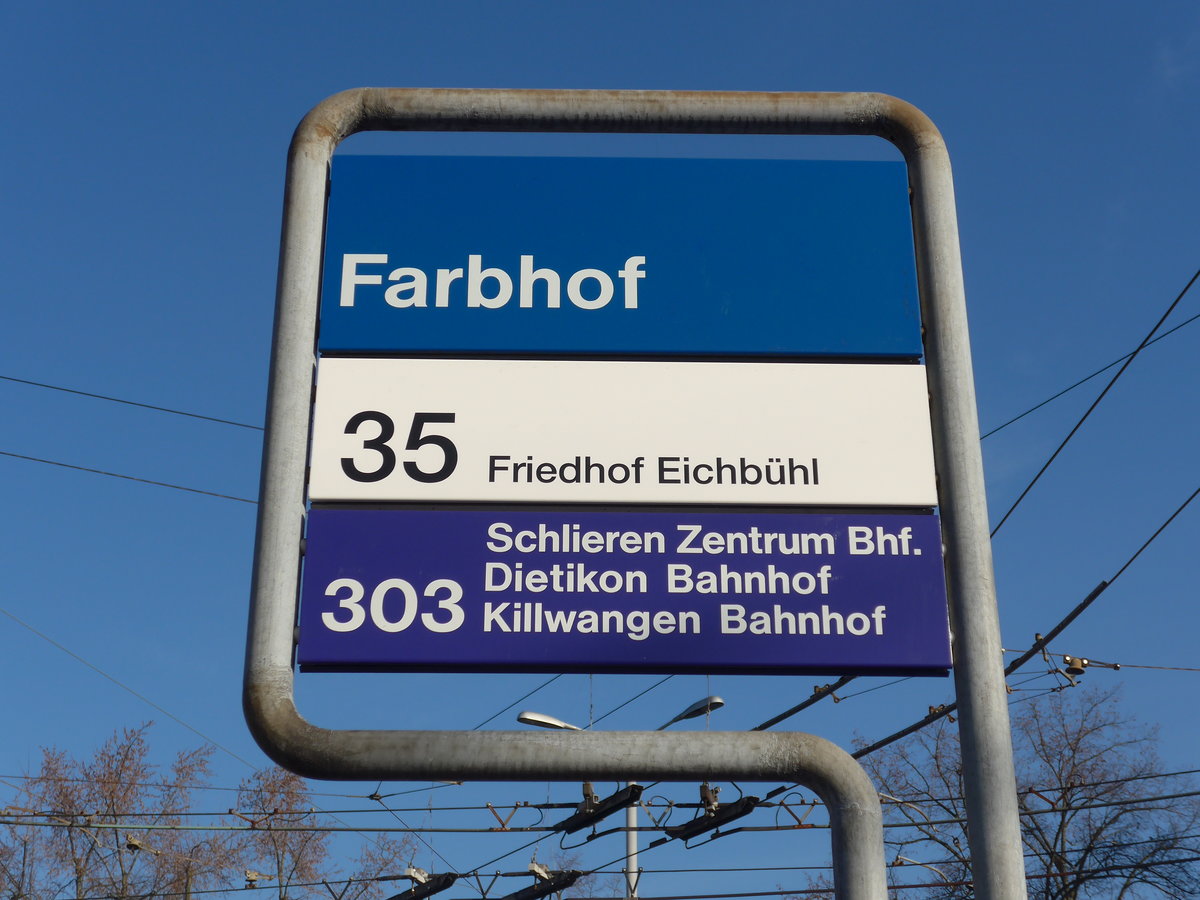 Farbhof
35 Friedhof Eichbühl
303 Schlieren Zentrum Bhf.
Dietikon Bahnhof
Killwangen Bahnhof